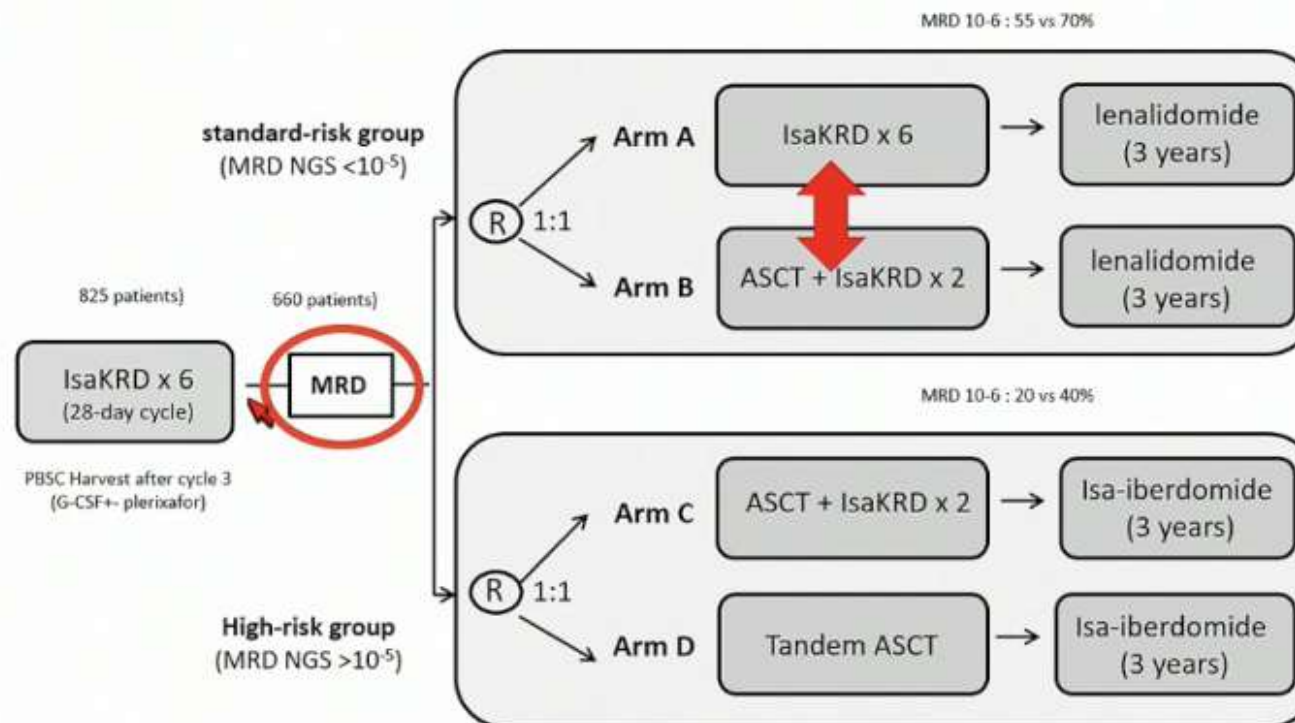 MRD 10-6 : 55 vs 70%
standard-risk group
(MRD NGS <10-5)
Arm A
IsaKRD x 6
lenalidomide
(3 years)
R 1:1
Arm B
ASCT + IsaKRD x 2
lenalidomide
(3 years)
825 patients)
660 patients)
IsaKRD x 6
(28-day cycle)
MRD
PBSC Harvest after cycle 3
(G-CSF+- plerixafor)
MRD 10-6 : 20 vs 40%
Arm C
ASCT + IsaKRD x 2
Isa-iberdomide
(3 years)
R 1:1
High-risk group
(MRD NGS >10-5)
Arm D
Tandem ASCT
Isa-iberdomide
(3 years)